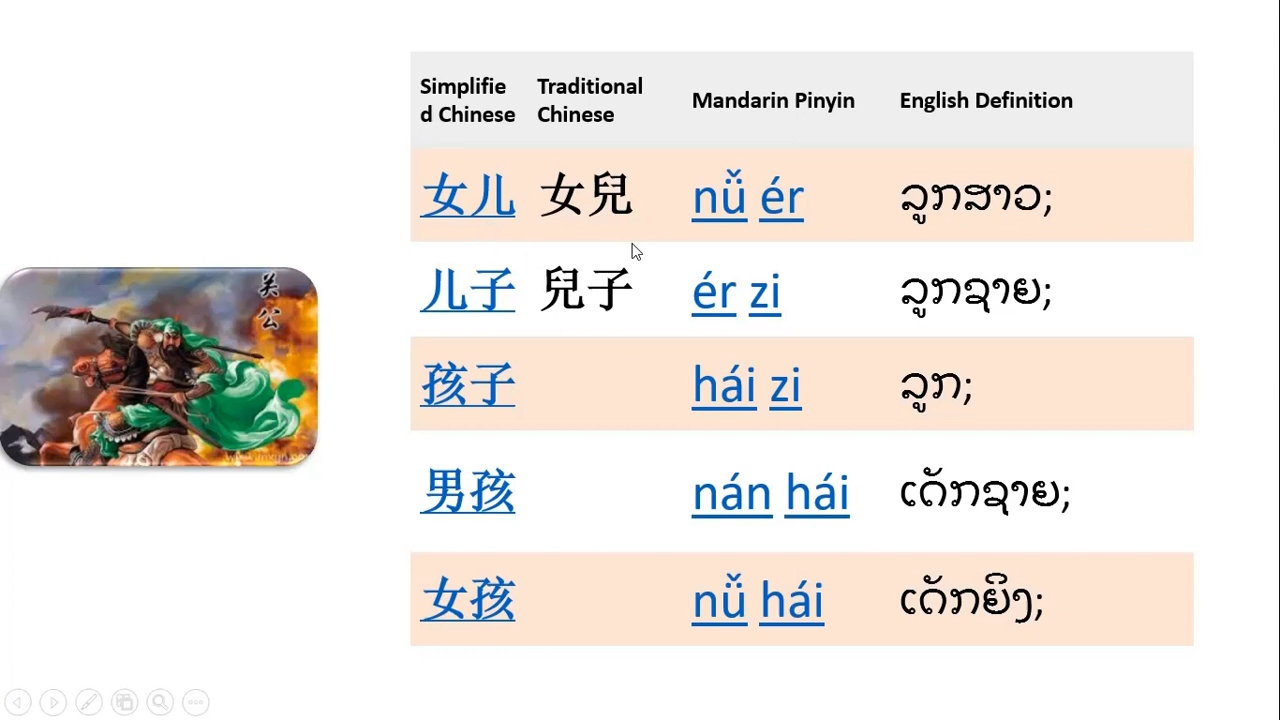 Simplifie
d Chinese
Traditional
Chinese
Mandarin Pinyin
English Definition
女儿 女兒 nǚ ér ລູກສາວ;
儿子 兒子 ér zi ລູກຊາຍ;
孩子 hái zi ລູກ;
男孩 nán hái ເດັກຊາຍ;
女孩 nǚ hái ເດັກຍິງ;
关
公